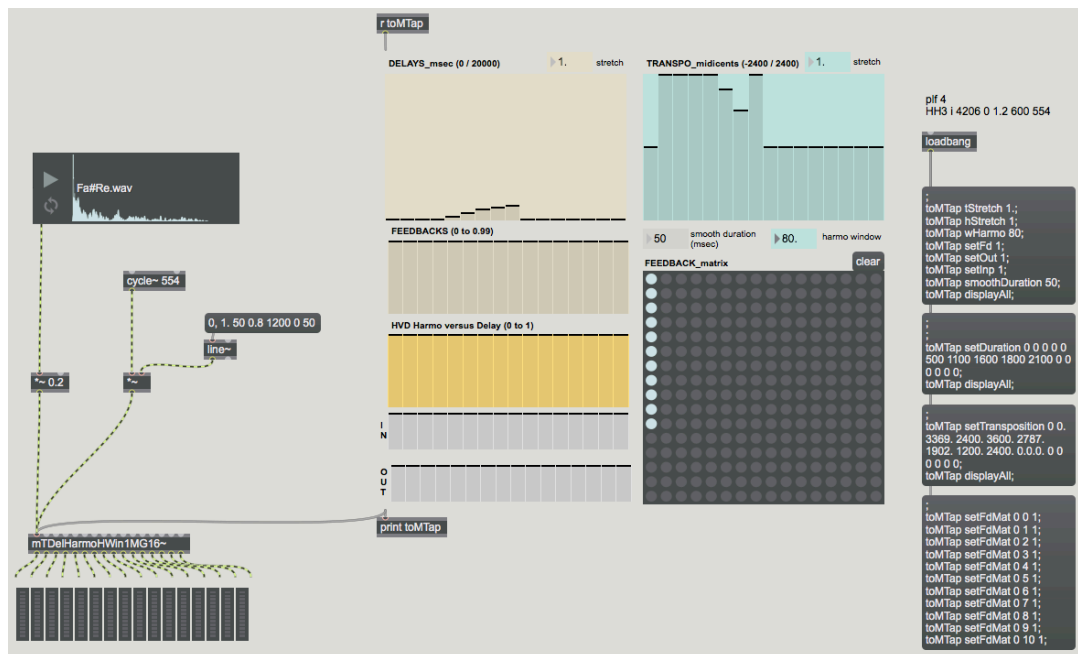 r toMTap
DELAYS_msec (0 / 20000)
1.
stretch
TRANSPO_midicents (-2400 / 2400)
1.
stretch
plf 4
HH3 i 4206 0 1.2 600 554
loadbang
Fa#Re.wav
;
toMTap tStretch 1.;
toMTap hStretch 1;
toMTap wHarmo 80;
toMTap setFd 1;
toMTap setOut 1;
toMTap setInp 1;
toMTap smoothDuration 50;
toMTap displayAll;
FEEDBACKS (0 to 0.99)
50
smooth duration
(msec)
80.
harmo window
FEEDBACK_matrix
clear
cycle~ 554
0, 1. 50 0.8 1200 0 50
line~
HVD Harmo versus Delay (0 to 1)
;
;
toMTap setDuration 0 0 0 0 0
500 1100 1600 1800 2100 0 0
0 0 0 0;
toMTap displayAll;
*~ 0.2
*~
;
toMTap setTransposition 0 0.
3369. 2400. 3600. 2787.
1902. 1200. 2400. 0.0.0. 0 0
0 0 0 0;
toMTap displayAll;
IN
OUT
print toMTap
mTDelHarmoHWin1MG16~
;
toMTap setFdMat 0 0 1;
toMTap setFdMat 0 1 1;
toMTap setFdMat 0 2 1;
toMTap setFdMat 0 3 1;
toMTap setFdMat 0 4 1;
toMTap setFdMat 0 5 1;
toMTap setFdMat 0 6 1;
toMTap setFdMat 0 7 1;
toMTap setFdMat 0 8 1;
toMTap setFdMat 0 9 1;
toMTap setFdMat 0 10 1;